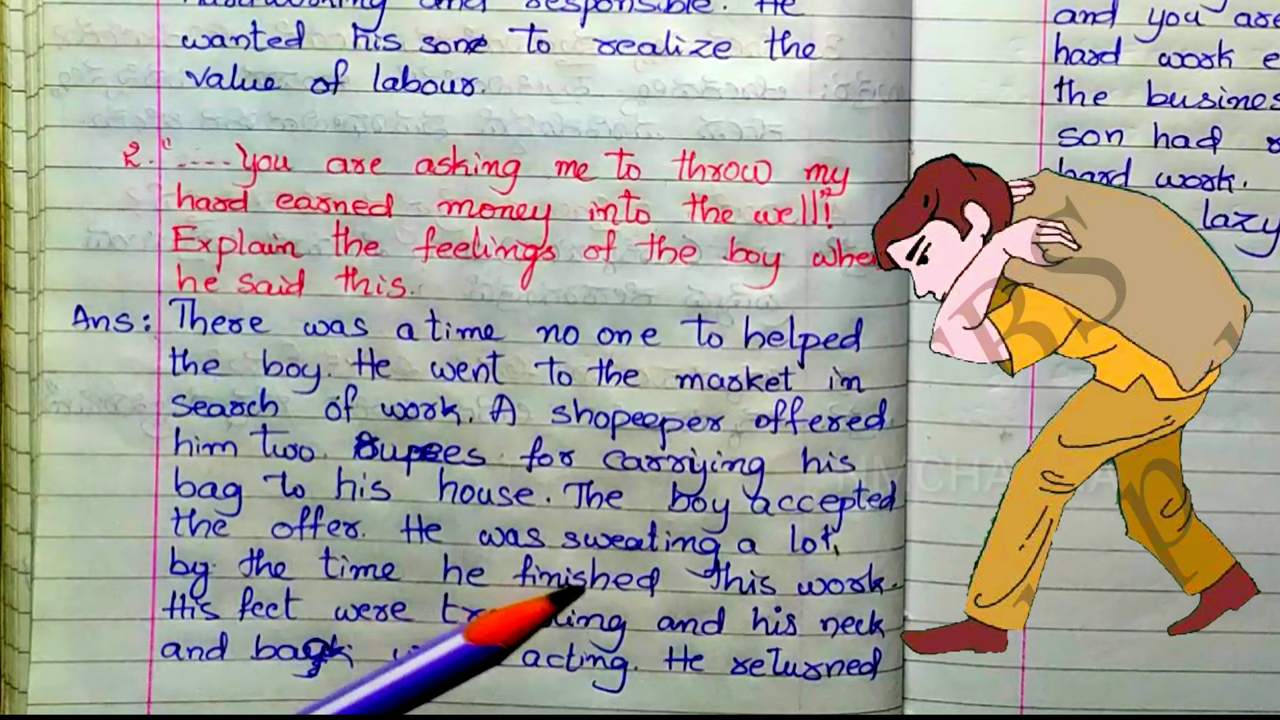 hardworking and responsible. He
wanted his sone to realize the
value of labour.
2. "....You are asking me to throw my
hard earned money into the well!"
Explain the feelings of the boy when
he said this.
Ans: There was a time no one to helped
the boy. He went to the market in
search of work. A shopeeper offered
him two Rupees for carrying his
bag to his house. The boy accepted
the offer. He was sweating a lot,
by the time he finished this work.
His feet were and his neck
and back acting. He returned
and you are
hard work
the busines
son had
hard work.
lazy